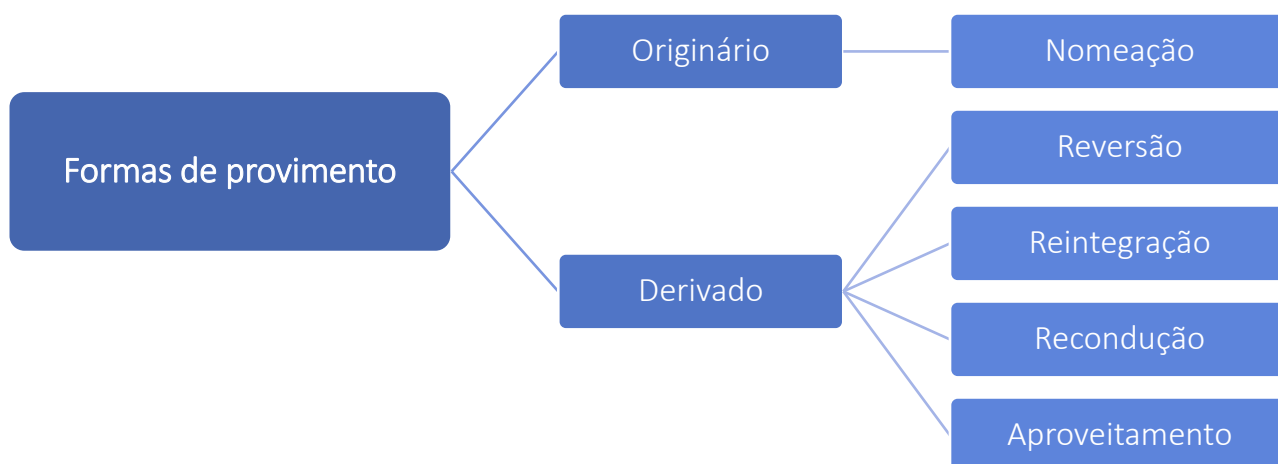 Formas de provimento
Originário
Nomeação
Derivado
Reversão
Reintegração
Recondução
Aproveitamento